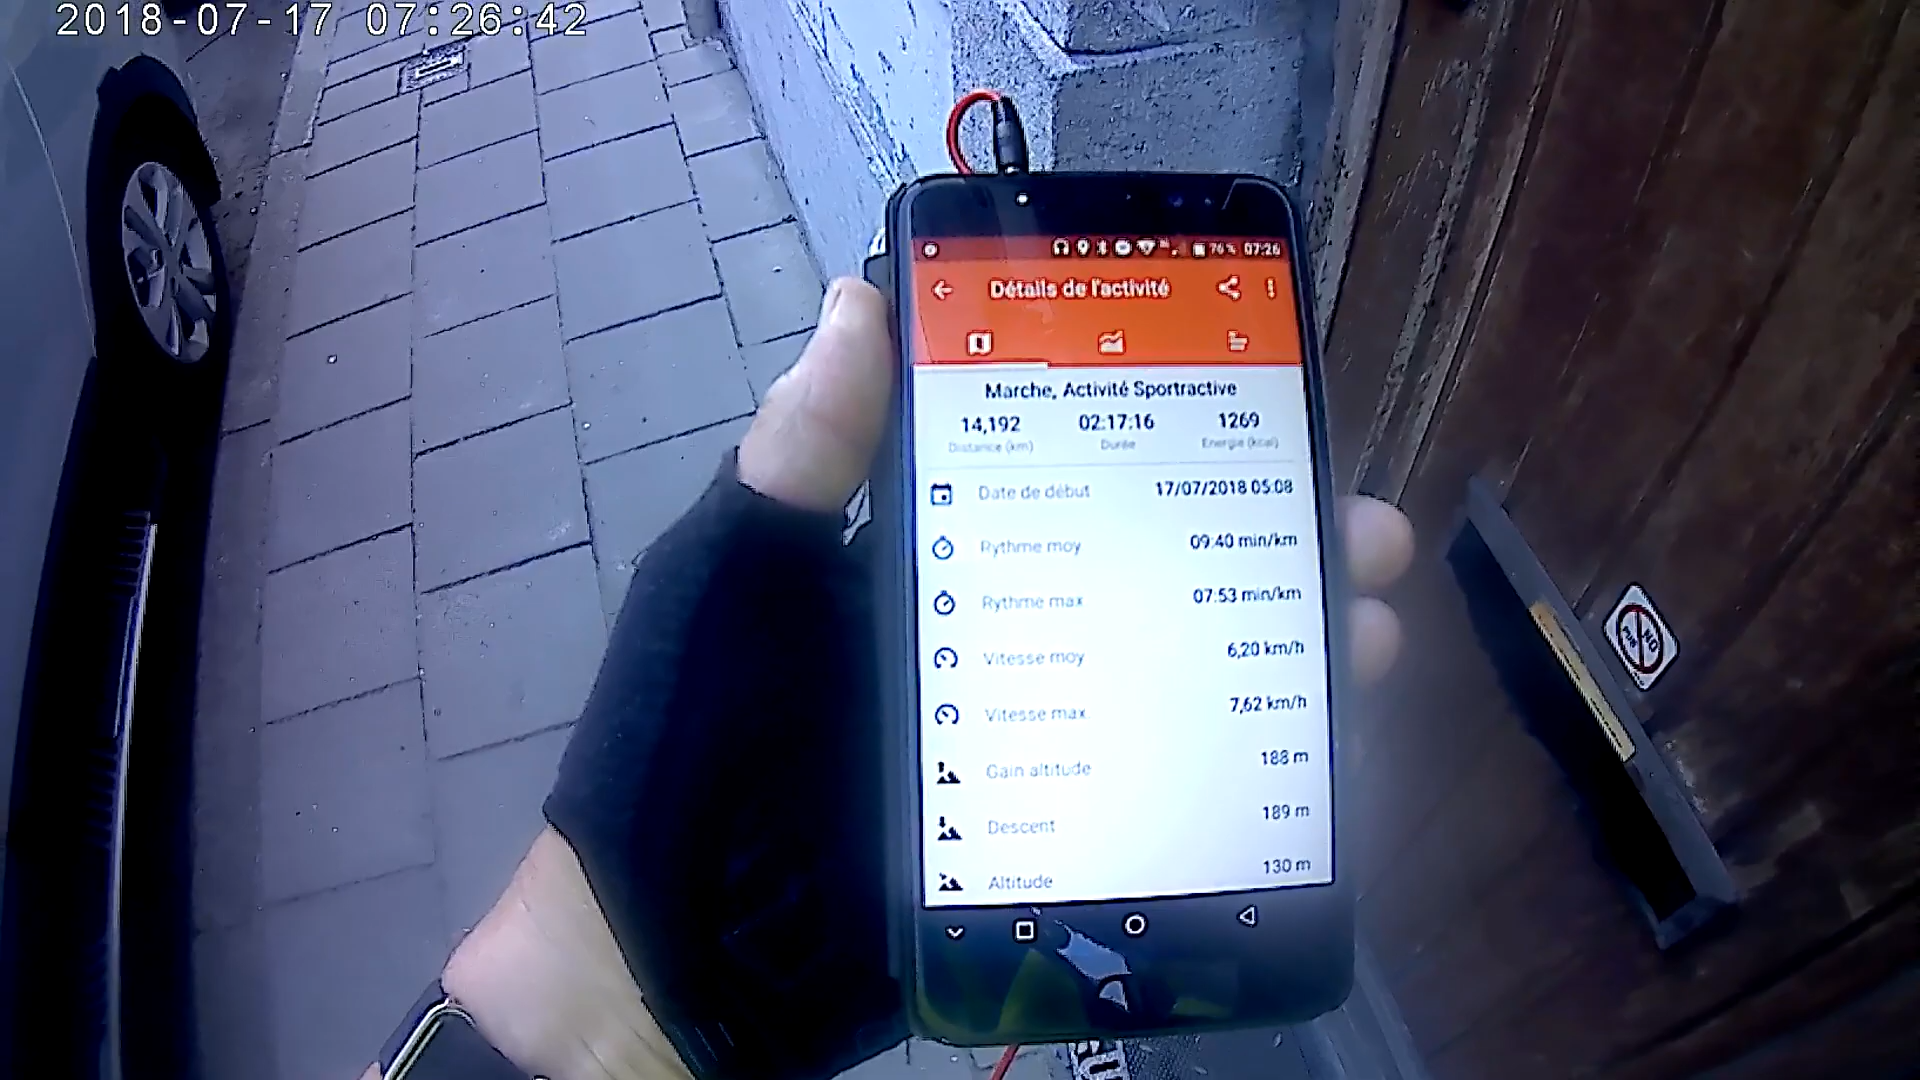 2018-07-17 07:26:42
76% 07:26
Détails de l'activité
Marche, Activité Sportractive
14,192 02:17:16 1269
Distance (km) Durée Energie (kcal)
Date de début 17/07/2018 05:08
Rythme moy 09:40 min/km
Rythme max 07:53 min/km
Vitesse moy 6,20 km/h
Vitesse max 7,62 km/h
Gain altitude 188 m
Descent 189 m
Altitude 130 m
NO
PUB